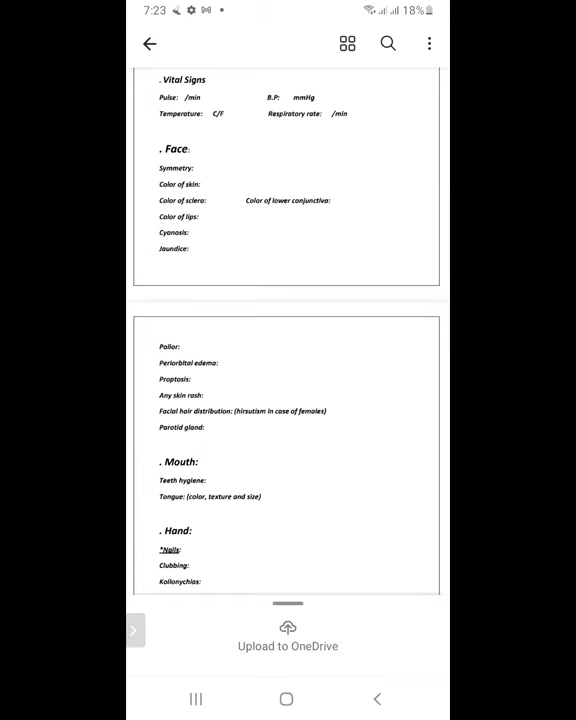 7:23 18%
. Vital Signs
Pulse: /min B.P: mmHg
Temperature: C/F Respiratory rate: /min
. Face:
Symmetry:
Color of skin:
Color of sclera: Color of lower conjunctiva:
Color of lips:
Cyanosis:
Jaundice:
Pallor:
Periorbital edema:
Proptosis:
Any skin rash:
Facial hair distribution: (hirsutism in case of females)
Parotid gland:
. Mouth:
Teeth hygiene:
Tongue: (color, texture and size)
. Hand:
*Nails:
Clubbing:
Koilonychias:
Upload to OneDrive